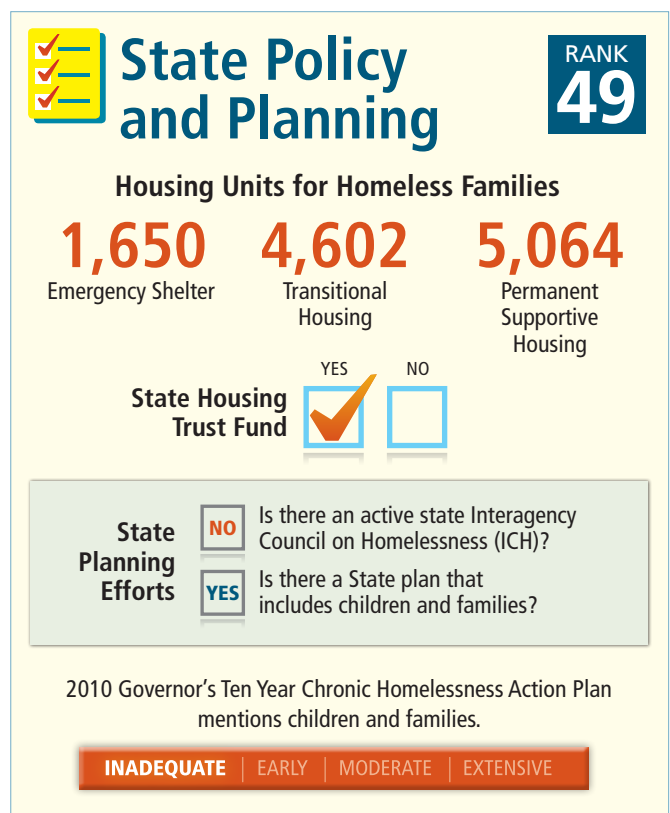 State Policy
and Planning
RANK
49
Housing Units for Homeless Families
1,650
Emergency Shelter
4,602
Transitional
Housing
5,064
Permanent
Supportive
Housing
YES
NO
State Housing
Trust Fund
State
Planning
Efforts
NO
Is there an active state Interagency
Council on Homelessness (ICH)?
YES
Is there a State plan that
includes children and families?
2010 Governor’s Ten Year Chronic Homelessness Action Plan
mentions children and families.
INADEQUATE | EARLY | MODERATE | EXTENSIVE